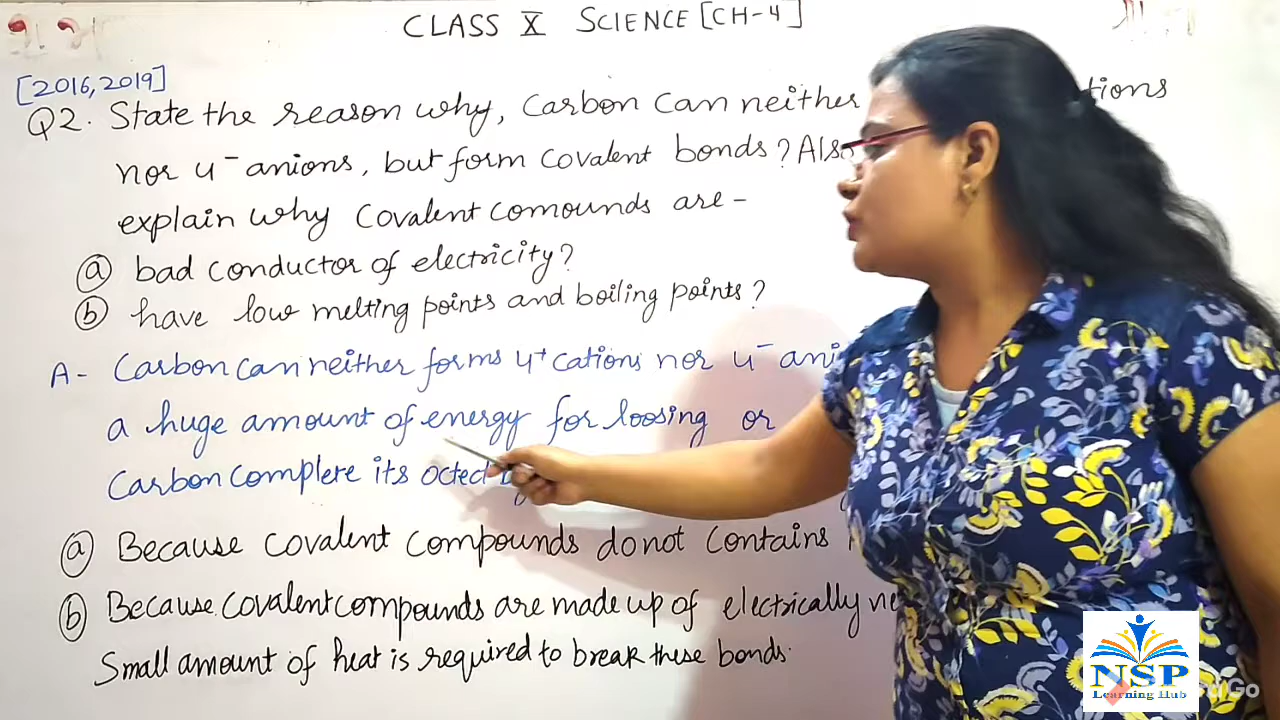 CLASS X SCIENCE [CH-4]
[2016, 2019]
Q2. State the reason why, Carbon can neither tions
nor 4⁻ anions, but form covalent bonds? Also
explain why Covalent comounds are -
(a) bad conductor of electricity?
(b) have low melting points and boiling points?
A- Carbon can neither forms 4⁺ cations nor 4⁻ ani
a huge amount of energy for loosing or
Carbon complere its octect
(a) Because covalent compounds donot contains
(b) Because covalent compounds are made up of electrically ne
Small amount of heat is required to break these bonds.
NSP
Learning Hub